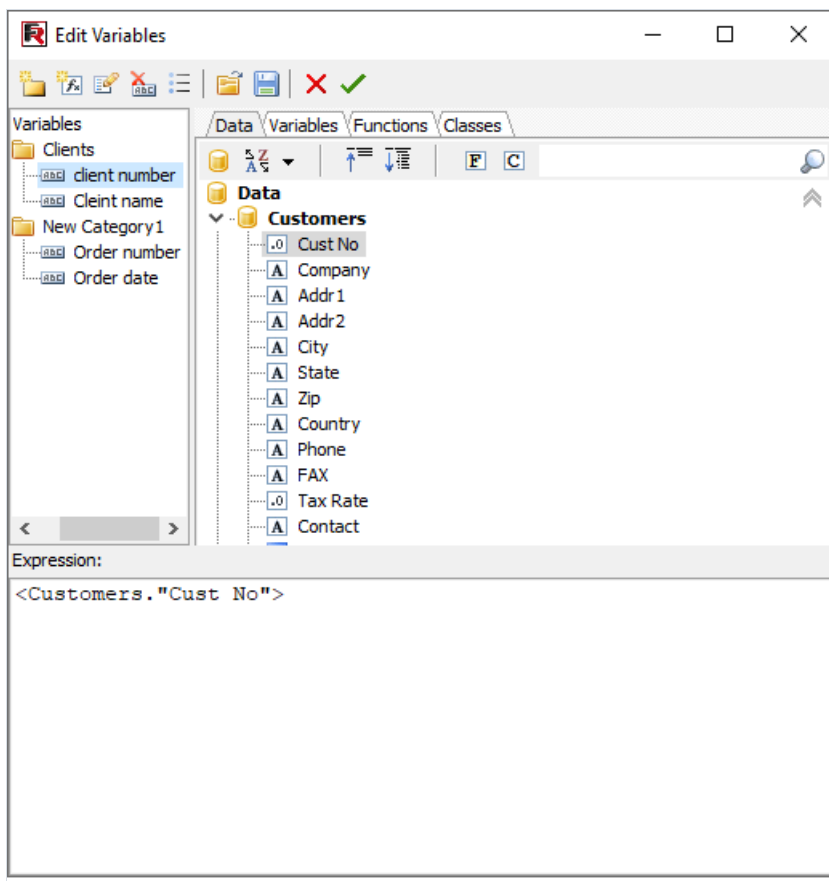 Edit Variables
Variables
Clients
client number
Cleint name
New Category1
Order number
Order date
Data
Variables
Functions
Classes
F
C
Data
Customers
Cust No
Company
Addr1
Addr2
City
State
Zip
Country
Phone
FAX
Tax Rate
Contact
Expression:
<Customers."Cust No">